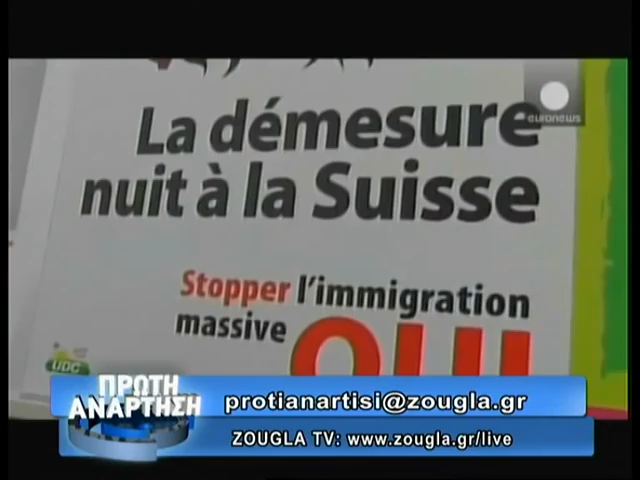 euronews
La démesure
nuit à la Suisse
Stopper l'immigration
massive OUI
UDC
ΠΡΩΤΗ
ΑΝΑΡΤΗΣΗ
protianartisi@zougla.gr
ZOUGLA TV: www.zougla.gr/live